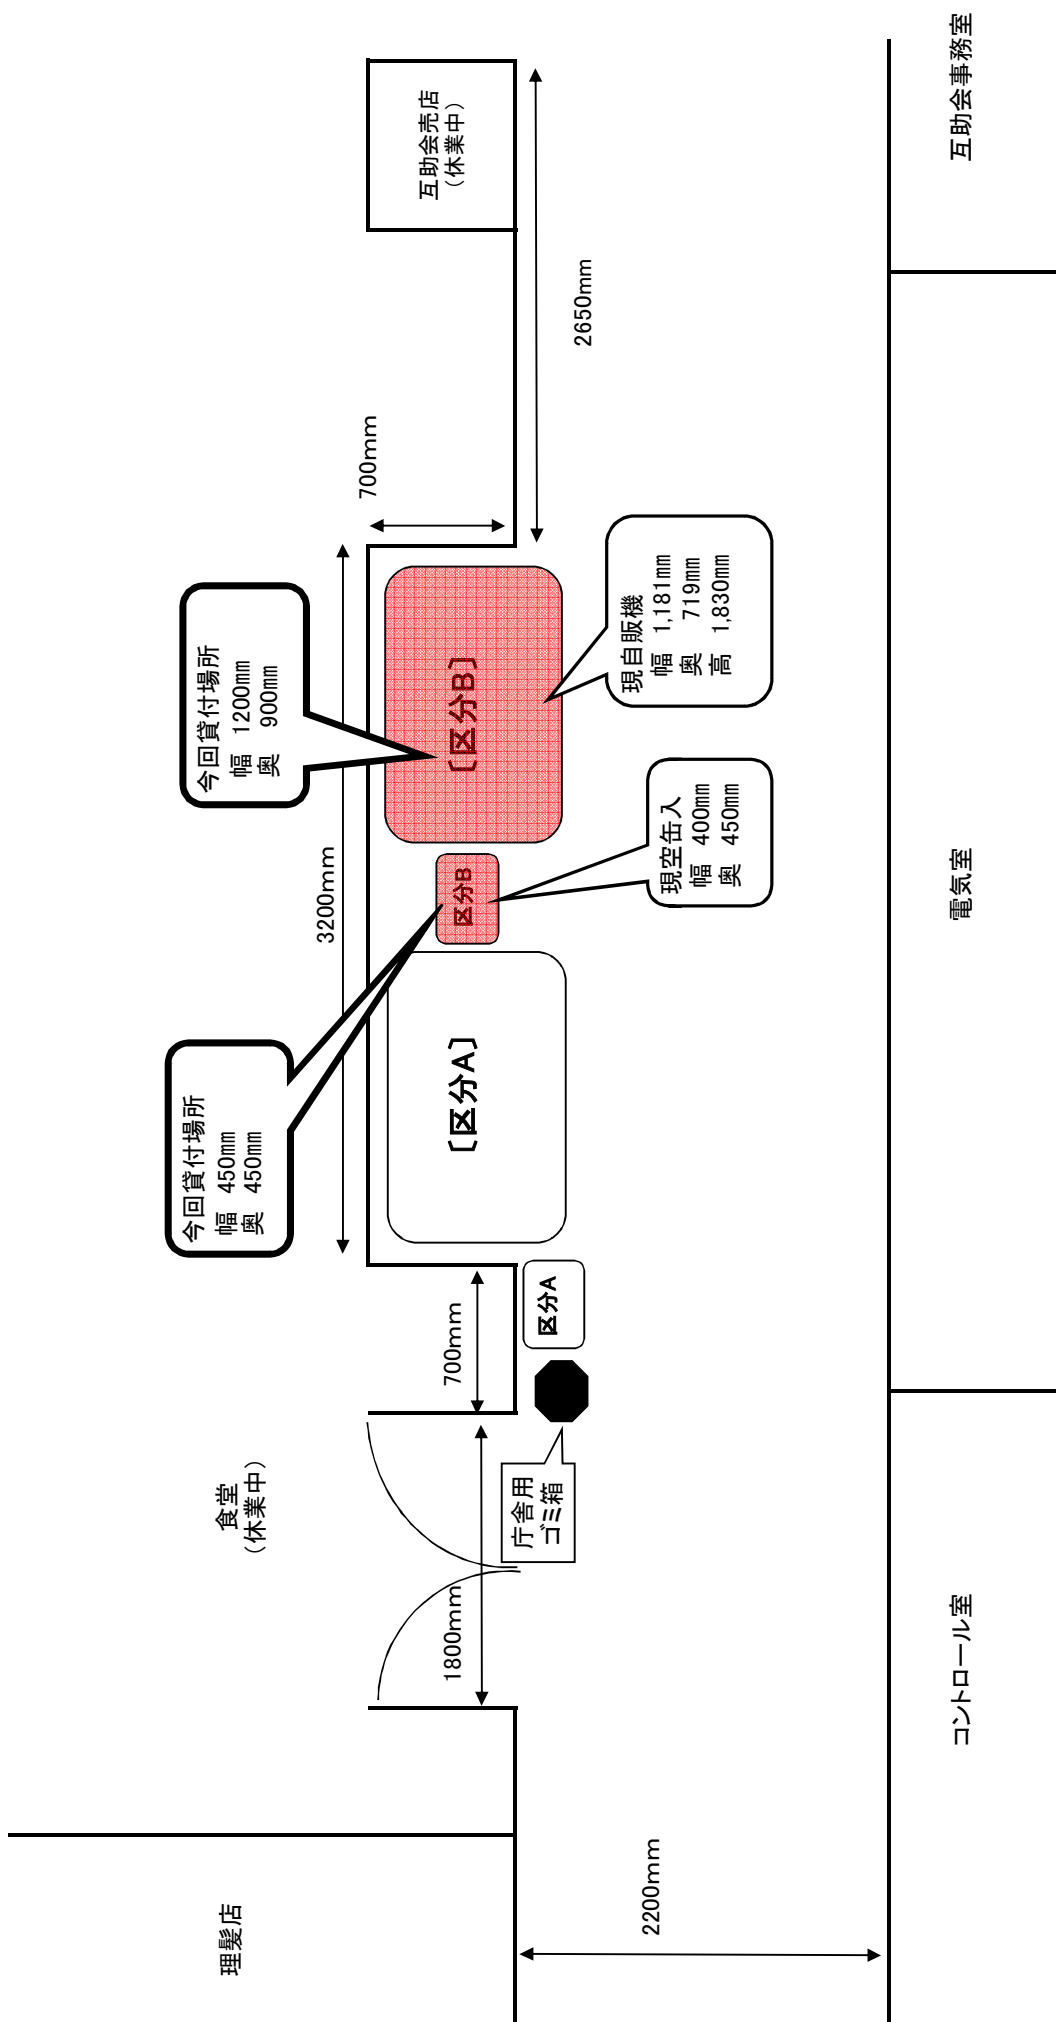 理髪店
食堂
(休業中)
今回貸付場所
幅 450mm
奥 450mm
今回貸付場所
幅 1200mm
奥 900mm
互助会売店
(休業中)
3200mm
700mm
1800mm
700mm
[区分A]
区分B
[区分B]
庁舎用
ゴミ箱
区分A
2650mm
現空缶入
幅 400mm
奥 450mm
現自販機
幅 1,181mm
奥 719mm
高 1,830mm
2200mm
コントロール室
電気室
互助会事務室